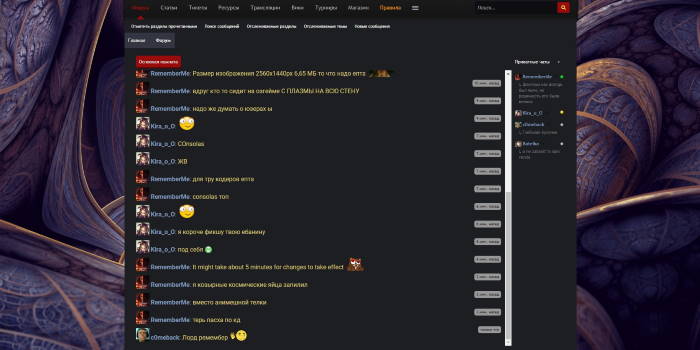 Форум Статьи Тикеты Ресурсы Трансляции Вики Турниры Магазин Правила
Поиск...
Отметить разделы прочитанными Поиск сообщений Отслеживаемые разделы Отслеживаемые темы Новые сообщения
Главная Форум
Основная комната
Приватные чаты
RememberMe: Размер изображения 2560x1440px 6,65 МБ то что надо епта
RememberMe: вдруг кто то сидит на оэгейме С ПЛАЗМЫ НА ВСЮ СТЕНУ
RememberMe: надо же думать о юзерах ы
Kira_o_O:
Kira_o_O: COnsolas
Kira_o_O: ЖВ
RememberMe: для тру кодеров епта
RememberMe: consolas топ
Kira_o_O:
Kira_o_O: я короче фикшу твою ебанину
Kira_o_O: под себя
RememberMe: It might take about 5 minutes for changes to take effect
RememberMe: я козырные космические яйца запилил
RememberMe: вместо анимешной телки
RememberMe: терь пасха по кд
c0meback: Лорд ремембер
RememberMe
Kira_o_O
c0meback